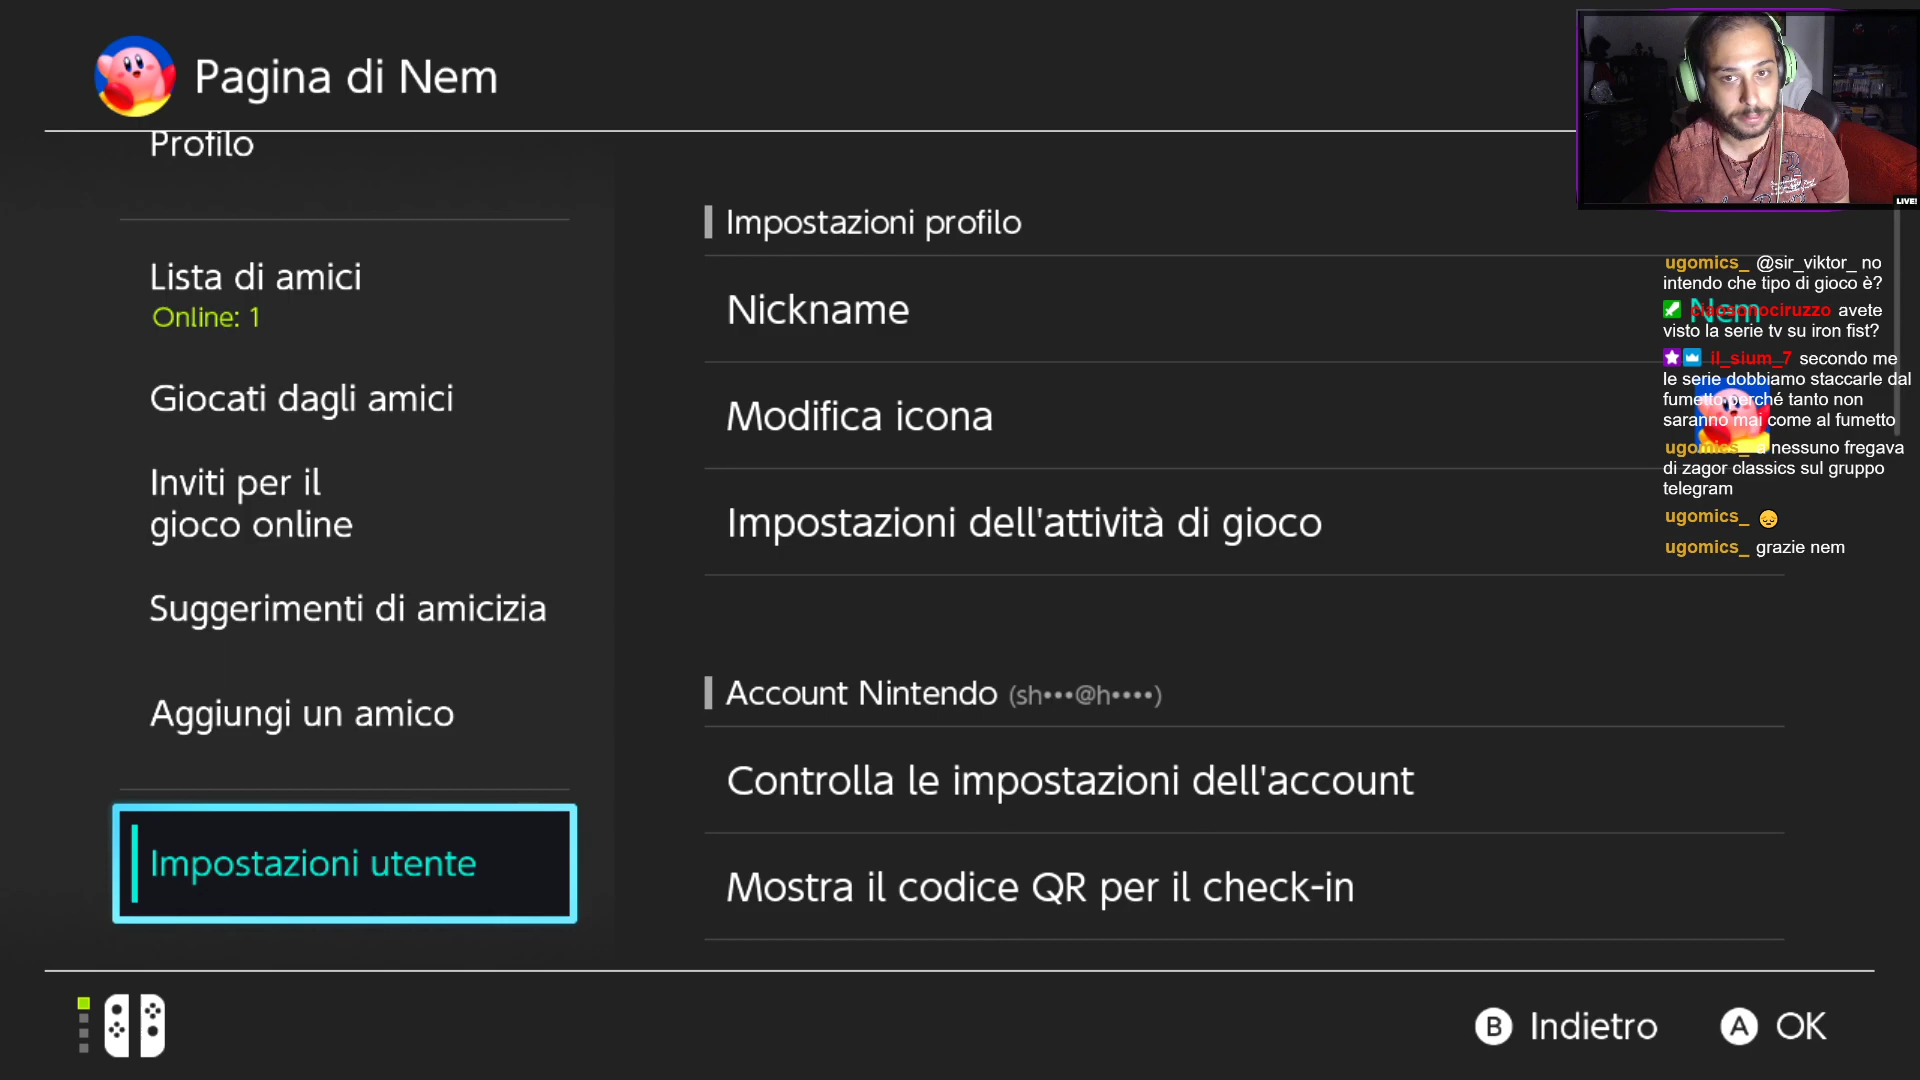 Pagina di Nem
LIVE!
Profilo
Lista di amici
Online: 1
Giocati dagli amici
Inviti per il
gioco online
Suggerimenti di amicizia
Aggiungi un amico
Impostazioni utente
Impostazioni profilo
Nickname
Nem
Modifica icona
Impostazioni dell'attività di gioco
Account Nintendo (sh•••@h••••)
Controlla le impostazioni dell'account
Mostra il codice QR per il check-in
ugomics_ @sir_viktor_ no
intendo che tipo di gioco è?
ciaosonociruzzo avete
visto la serie tv su iron fist?
il_sium_7 secondo me
le serie dobbiamo staccarle dal
fumetto perché tanto non
saranno mai come al fumetto
ugomics_ a nessuno fregava
di zagor classics sul gruppo
telegram
ugomics_ 😔
ugomics_ grazie nem
B Indietro
A OK